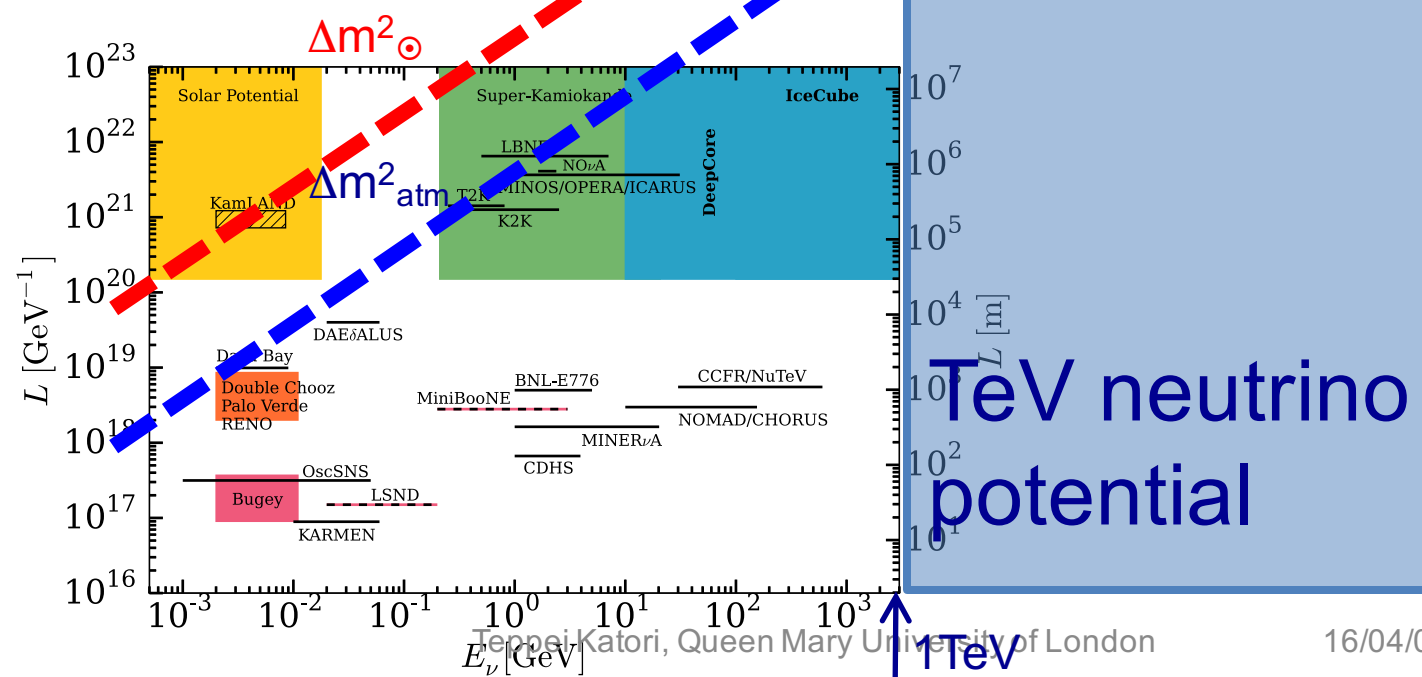 Δm²☉
10²³
Solar Potential
Super-Kamiokande
IceCube
10⁷
10²²
LBNE
NOνA
DeepCore
10⁶
Δm²atm
T2K
MINOS/OPERA/ICARUS
10²¹
KamLAND
K2K
10⁵
10²⁰
L [GeV⁻¹]
DAEδALUS
10⁴
L [m]
10¹⁹
Daya Bay
Double Chooz
Palo Verde
RENO
MiniBooNE
BNL-E776
CCFR/NuTeV
10³
TeV neutrino
NOMAD/CHORUS
10¹⁸
MINERνA
CDHS
10²
potential
OscSNS
Bugey
LSND
10¹⁷
KARMEN
10¹
10¹⁶
10⁻³ 10⁻² 10⁻¹ 10⁰ 10¹ 10² 10³
Eν [GeV]
Teppei Katori, Queen Mary University of London
1TeV
16/04/0